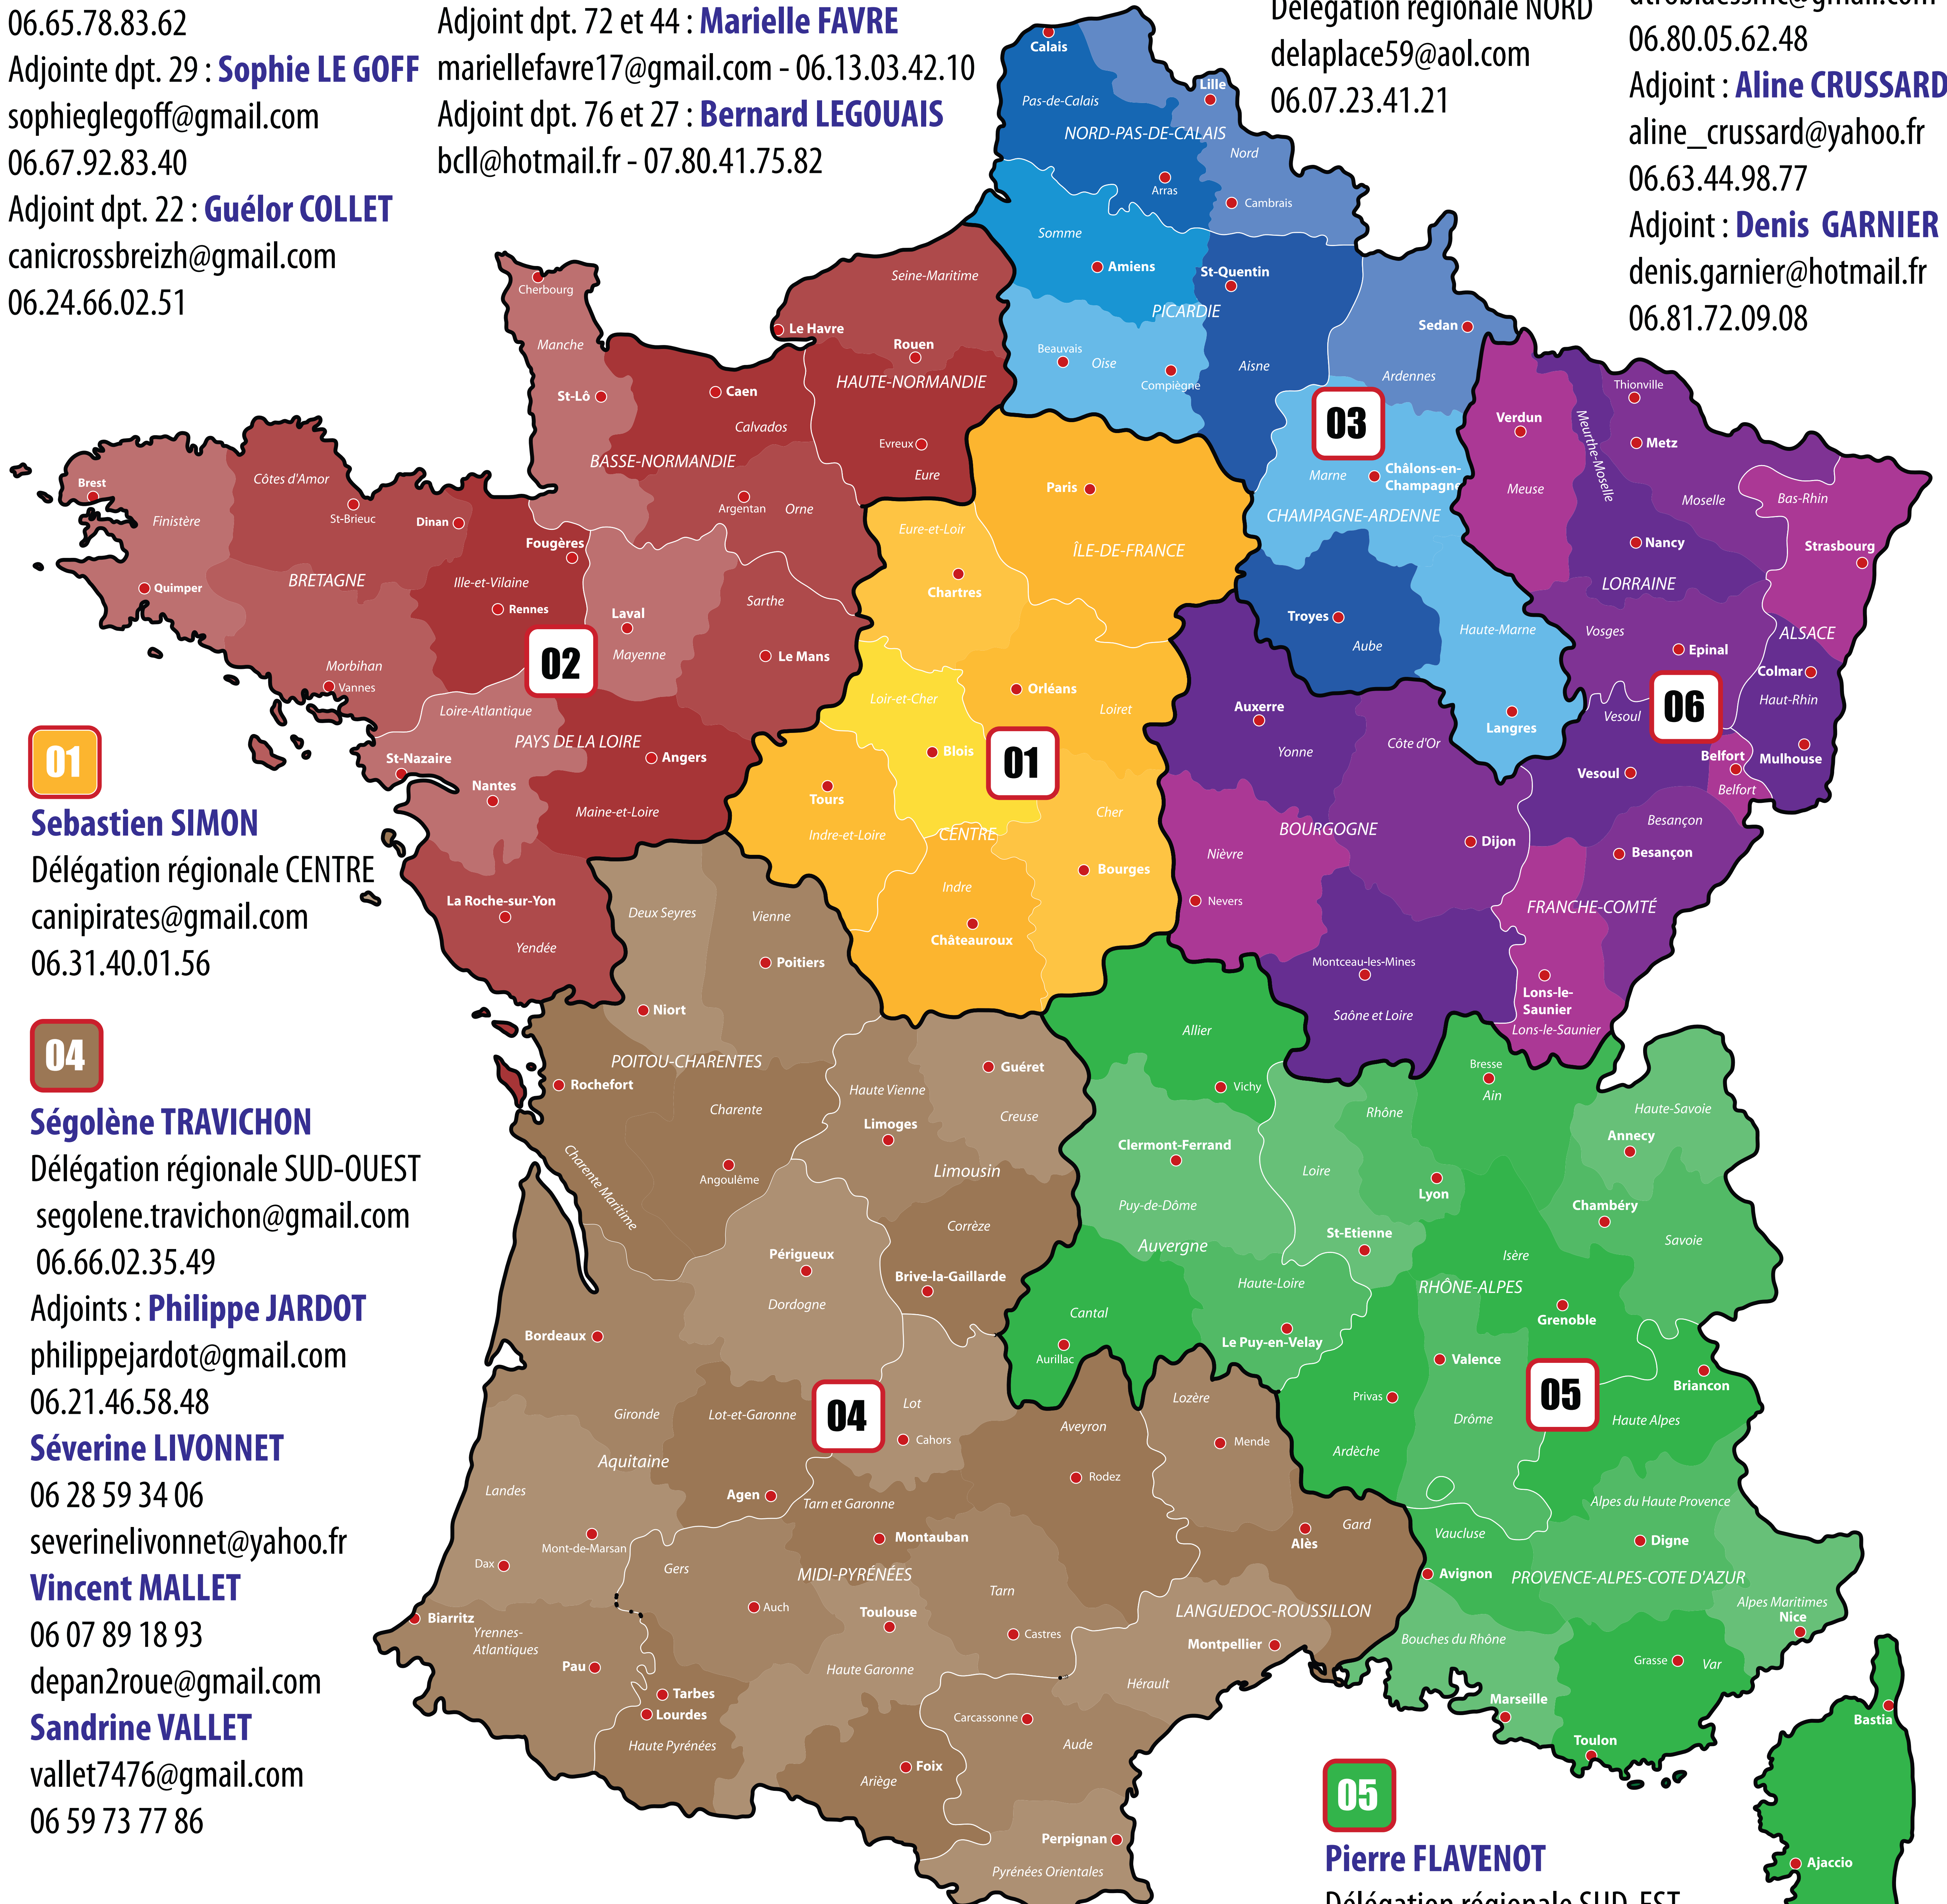 06.65.78.83.62
Adjointe dpt. 29 : Sophie LE GOFF
sophieglegoff@gmail.com
06.67.92.83.40
Adjoint dpt. 22 : Guélor COLLET
canicrossbreizh@gmail.com
06.24.66.02.51
Adjoint dpt. 72 et 44 : Marielle FAVRE
mariellefavre17@gmail.com - 06.13.03.42.10
Adjoint dpt. 76 et 27 : Bernard LEGOUAIS
bcll@hotmail.fr - 07.80.41.75.82
Délégation régionale NORD
delaplace59@aol.com
06.07.23.41.21
06.80.05.62.48
Adjoint : Aline CRUSSARD
aline_crussard@yahoo.fr
06.63.44.98.77
Adjoint : Denis GARNIER
denis.garnier@hotmail.fr
06.81.72.09.08
Calais
Lille
Pas-de-Calais
NORD-PAS-DE-CALAIS
Nord
Arras
Cambrais
Somme
Amiens
St-Quentin
PICARDIE
Beauvais
Oise
Compiègne
Aisne
Sedan
Ardennes
03
Marne
Châlons-en-
Champagne
CHAMPAGNE-ARDENNE
Troyes
Aube
Haute-Marne
Langres
Cherbourg
Manche
St-Lô
Seine-Maritime
Le Havre
Rouen
HAUTE-NORMANDIE
Caen
Calvados
BASSE-NORMANDIE
Evreux
Eure
Argentan
Orne
Brest
Finistère
Côtes d'Amor
St-Brieuc
Dinan
Fougères
BRETAGNE
Ille-et-Vilaine
Quimper
Rennes
Laval
Mayenne
Sarthe
Le Mans
02
Morbihan
Vannes
Loire-Atlantique
PAYS DE LA LOIRE
Angers
St-Nazaire
Nantes
Maine-et-Loire
La Roche-sur-Yon
Yendée
Paris
ÎLE-DE-FRANCE
Eure-et-Loir
Chartres
Orléans
Loiret
Loir-et-Cher
Blois
01
Tours
Indre-et-Loire
CENTRE
Cher
Bourges
Indre
Châteauroux
Verdun
Meuse
Meurthe-Moselle
Thionville
Metz
Moselle
Bas-Rhin
Nancy
Strasbourg
LORRAINE
Vosges
Epinal
ALSACE
Colmar
Haut-Rhin
Vesoul
06
Belfort
Mulhouse
Vesoul
Belfort
Besançon
Besançon
Auxerre
Yonne
Côte d'Or
BOURGOGNE
Dijon
Nièvre
Nevers
FRANCHE-COMTÉ
Montceau-les-Mines
Saône et Loire
Lons-le-
Saunier
Lons-le-Saunier
01
Sebastien SIMON
Délégation régionale CENTRE
canipirates@gmail.com
06.31.40.01.56
04
Ségolène TRAVICHON
Délégation régionale SUD-OUEST
segolene.travichon@gmail.com
06.66.02.35.49
Adjoints : Philippe JARDOT
philippejardot@gmail.com
06.21.46.58.48
Séverine LIVONNET
06 28 59 34 06
severinelivonnet@yahoo.fr
Vincent MALLET
06 07 89 18 93
depan2roue@gmail.com
Sandrine VALLET
vallet7476@gmail.com
06 59 73 77 86
Deux Seyres
Vienne
Poitiers
Niort
POITOU-CHARENTES
Rochefort
Charente
Charente Maritime
Angoulême
Haute Vienne
Guéret
Limoges
Creuse
Limousin
Corrèze
Périgueux
Dordogne
Brive-la-Gaillarde
Bordeaux
Gironde
Lot-et-Garonne
04
Lot
Cahors
Aquitaine
Landes
Agen
Tarn et Garonne
Mont-de-Marsan
Dax
Montauban
Gers
MIDI-PYRÉNÉES
Auch
Toulouse
Tarn
Castres
Biarritz
Yrennes-
Atlantiques
Pau
Tarbes
Lourdes
Haute Pyrénées
Haute Garonne
Foix
Ariège
Aveyron
Rodez
Lozère
Mende
Gard
Alès
LANGUEDOC-ROUSSILLON
Montpellier
Hérault
Carcassonne
Aude
Perpignan
Pyrénées Orientales
Allier
Vichy
Clermont-Ferrand
Puy-de-Dôme
Auvergne
Cantal
Aurillac
Haute-Loire
Le Puy-en-Velay
Loire
St-Etienne
Rhône
Lyon
Bresse
Ain
Haute-Savoie
Annecy
Chambéry
Savoie
Isère
RHÔNE-ALPES
Grenoble
Valence
Privas
Drôme
Ardèche
05
Briancon
Haute Alpes
Alpes du Haute Provence
Vaucluse
Digne
Avignon
PROVENCE-ALPES-COTE D'AZUR
Alpes Maritimes
Nice
Bouches du Rhône
Grasse
Var
Marseille
Toulon
Bastia
Ajaccio
05
Pierre FLAVENOT
Délégation régionale SUD-EST